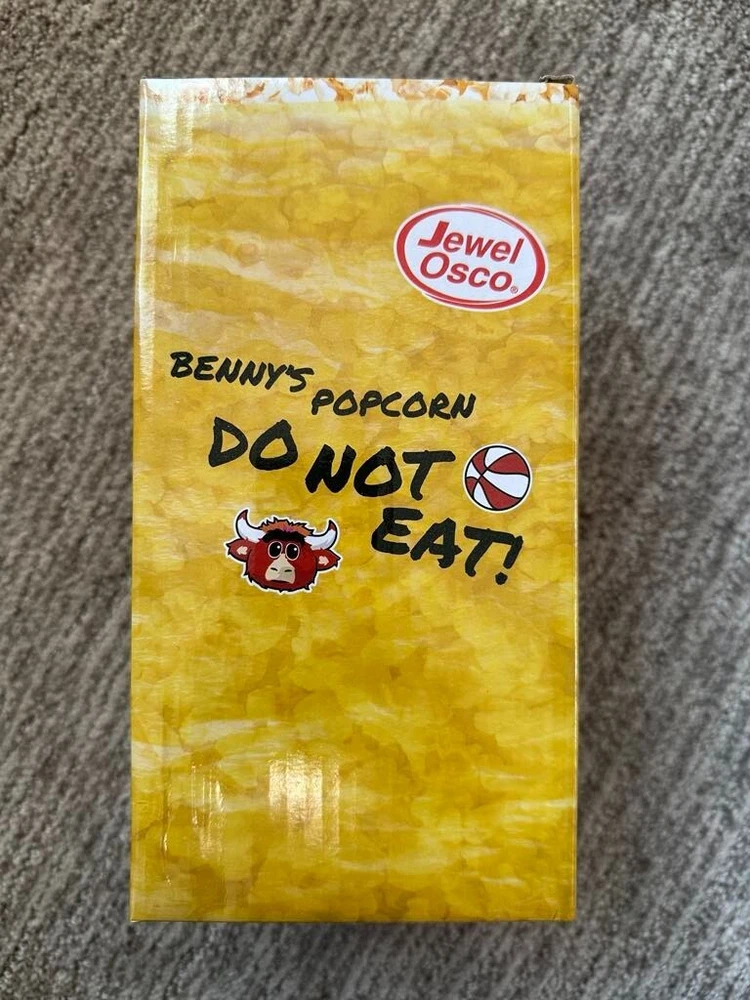 Jewel
Osco®
BENNY'S
POPCORN
DO NOT
EAT!